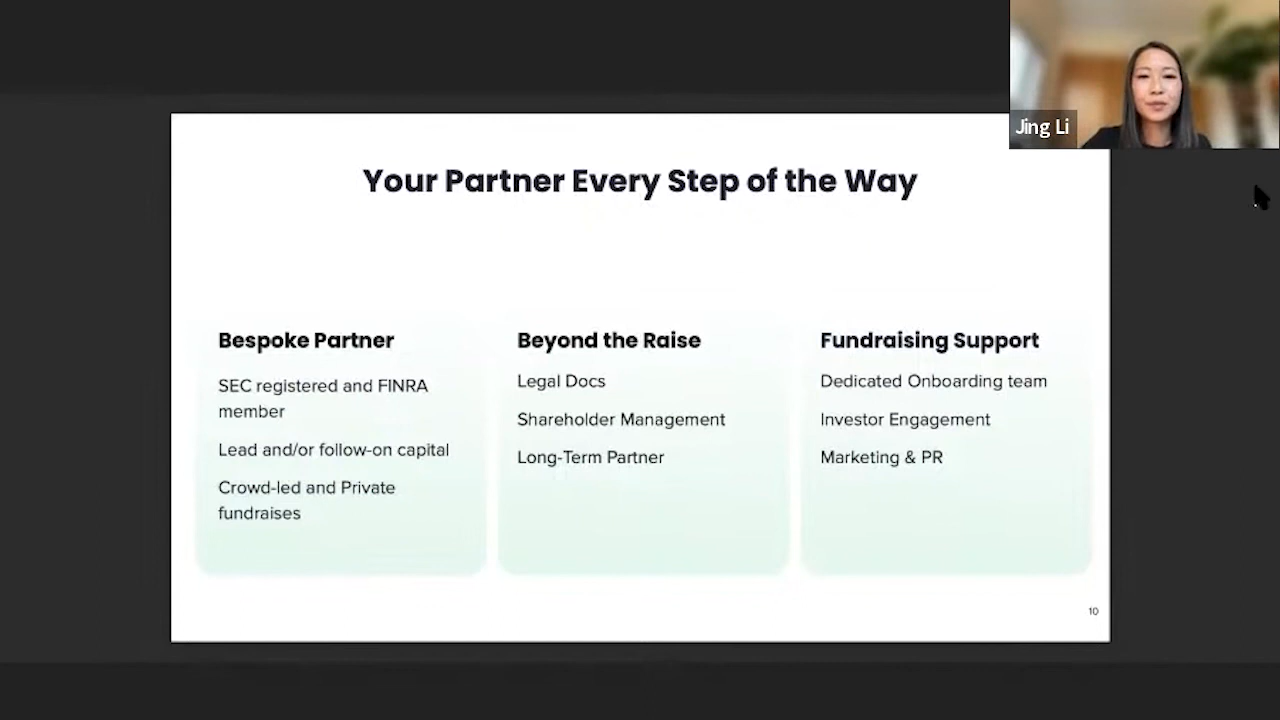 Jing Li
Your Partner Every Step of the Way
Bespoke Partner
SEC registered and FINRA
member
Lead and/or follow-on capital
Crowd-led and Private
fundraises
Beyond the Raise
Legal Docs
Shareholder Management
Long-Term Partner
Fundraising Support
Dedicated Onboarding team
Investor Engagement
Marketing & PR
10